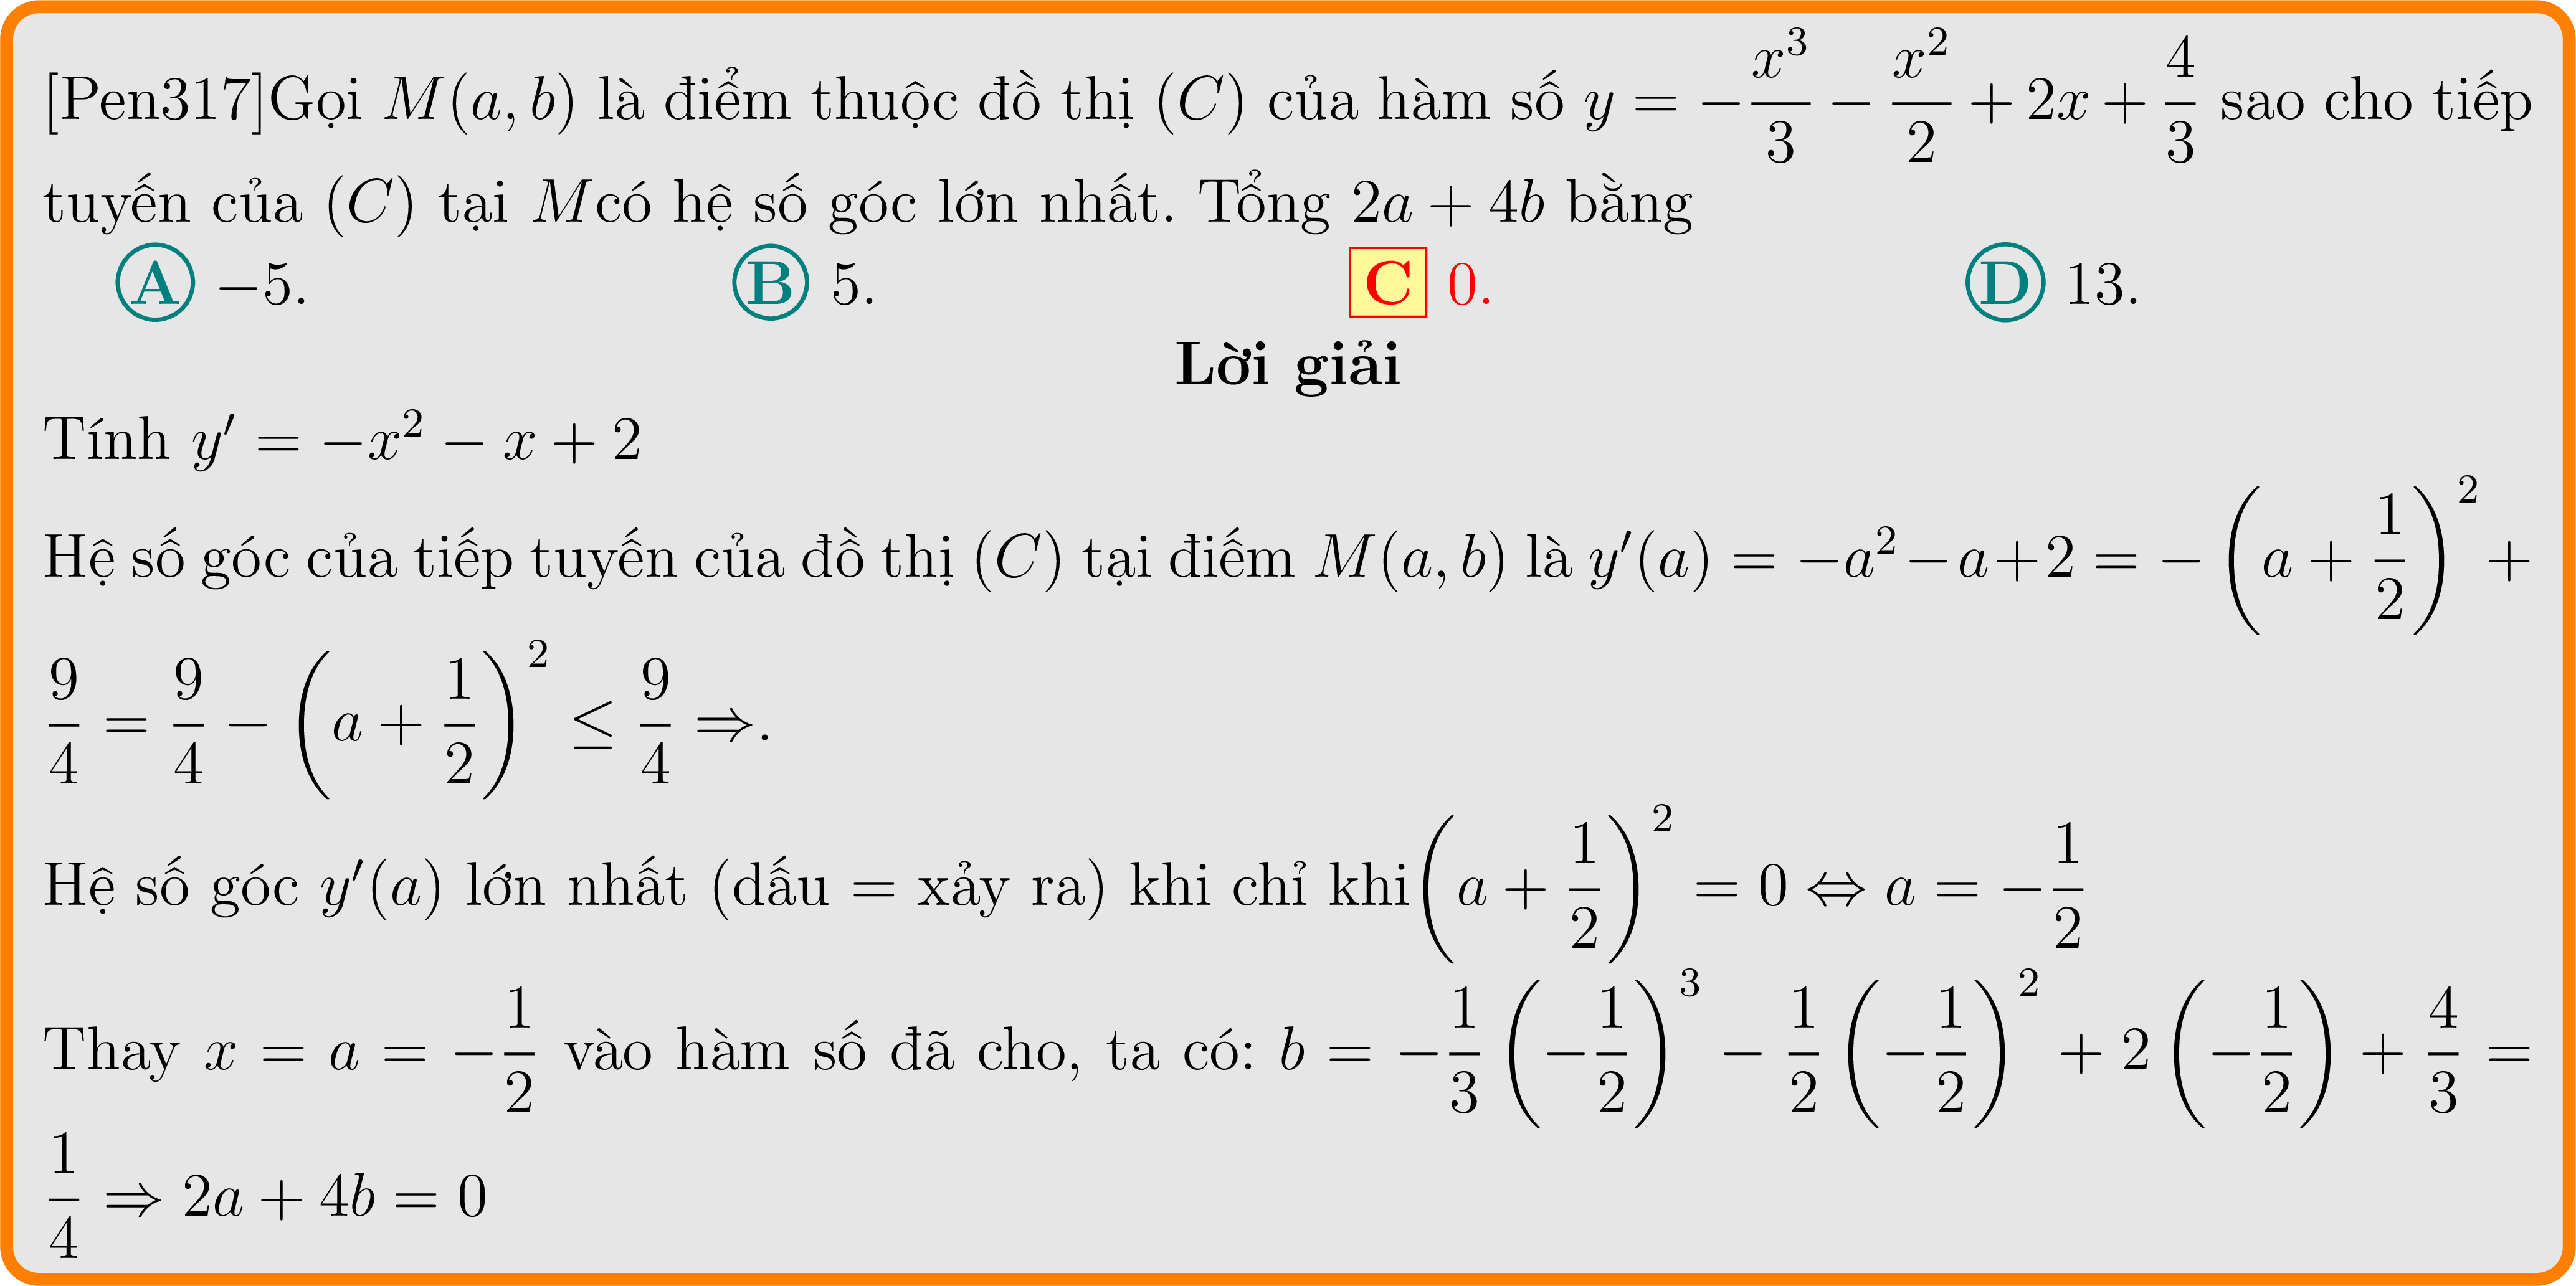 [Pen317]Gọi M(a, b) là điểm thuộc đồ thị (C) của hàm số y = −\frac{x^3}{3} − \frac{x^2}{2} + 2x + \frac{4}{3} sao cho tiếp
tuyến của (C) tại Mcó hệ số góc lớn nhất. Tổng 2a + 4b bằng
A −5. B 5. C 0. D 13.
Lời giải
Tính y′ = −x^2 − x + 2
Hệ số góc của tiếp tuyến của đồ thị (C) tại điếm M(a, b) là y′(a) = −a^2 − a + 2 = − \left(a + \frac{1}{2}\right)^2 +
\frac{9}{4} = \frac{9}{4} − \left(a + \frac{1}{2}\right)^2 ≤ \frac{9}{4} ⇒.
Hệ số góc y′(a) lớn nhất (dấu = xảy ra) khi chỉ khi \left(a + \frac{1}{2}\right)^2 = 0 ⇔ a = −\frac{1}{2}
Thay x = a = −\frac{1}{2} vào hàm số đã cho, ta có: b = −\frac{1}{3} \left(−\frac{1}{2}\right)^3 − \frac{1}{2} \left(−\frac{1}{2}\right)^2 + 2 \left(−\frac{1}{2}\right) + \frac{4}{3} =
\frac{1}{4} ⇒ 2a + 4b = 0